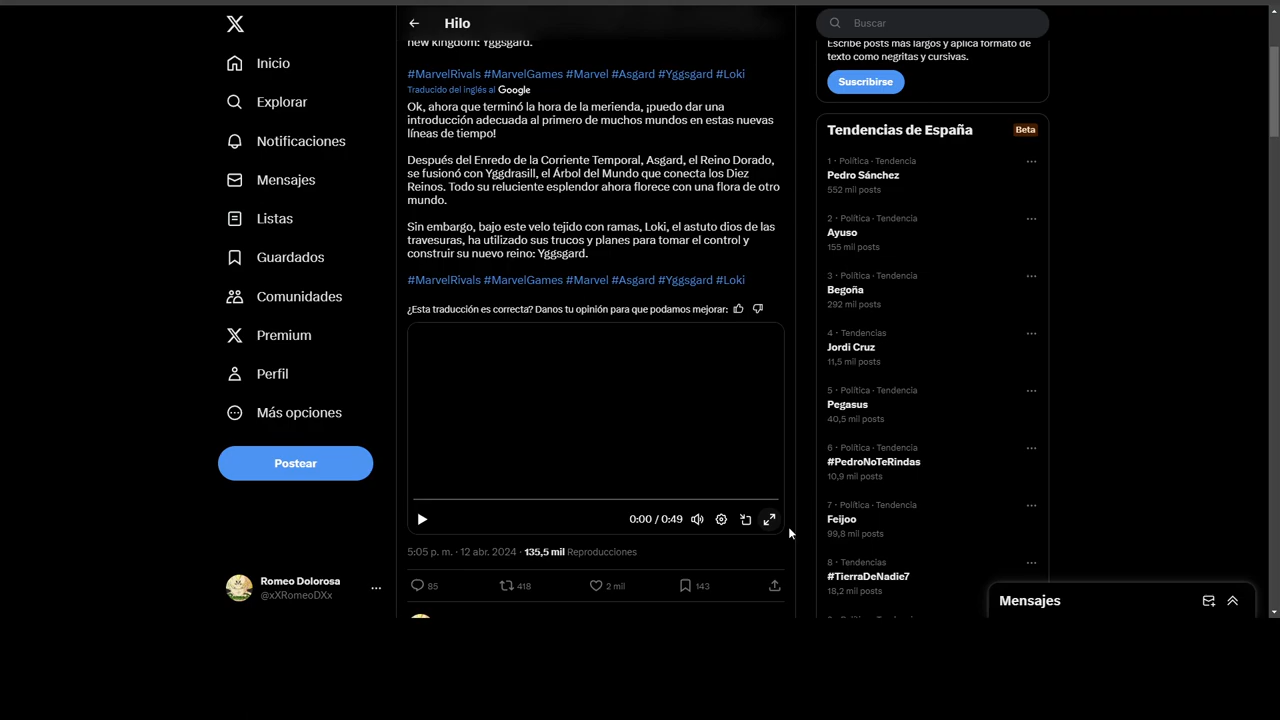 Hilo
Buscar
Inicio
Explorar
Notificaciones
Mensajes
Listas
Guardados
Comunidades
Premium
Perfil
Más opciones
Postear
Romeo Dolorosa
@xXRomeoDXx
new kingdom: Yggsgard.
#MarvelRivals #MarvelGames #Marvel #Asgard #Yggsgard #Loki
Traducido del inglés al Google
Ok, ahora que terminó la hora de la merienda, ¡puedo dar una
introducción adecuada al primero de muchos mundos en estas nuevas
líneas de tiempo!
Después del Enredo de la Corriente Temporal, Asgard, el Reino Dorado,
se fusionó con Yggdrasill, el Árbol del Mundo que conecta los Diez
Reinos. Todo su reluciente esplendor ahora florece con una flora de otro
mundo.
Sin embargo, bajo este velo tejido con ramas, Loki, el astuto dios de las
travesuras, ha utilizado sus trucos y planes para tomar el control y
construir su nuevo reino: Yggsgard.
#MarvelRivals #MarvelGames #Marvel #Asgard #Yggsgard #Loki
¿Esta traducción es correcta? Danos tu opinión para que podamos mejorar:
0:00 / 0:49
5:05 p. m. · 12 abr. 2024 · 135,5 mil Reproducciones
85 418 2 mil 143
Escribe posts más largos y aplica formato de
texto como negritas y cursivas.
Suscribirse
Tendencias de España Beta
1 · Política · Tendencia
Pedro Sánchez
552 mil posts
2 · Política · Tendencia
Ayuso
155 mil posts
3 · Política · Tendencia
Begoña
292 mil posts
4 · Tendencias
Jordi Cruz
11,5 mil posts
5 · Política · Tendencia
Pegasus
40,5 mil posts
6 · Política · Tendencia
#PedroNoTeRindas
10,9 mil posts
7 · Política · Tendencia
Feijoo
99,8 mil posts
8 · Tendencias
#TierraDeNadie7
18,2 mil posts
Mensajes